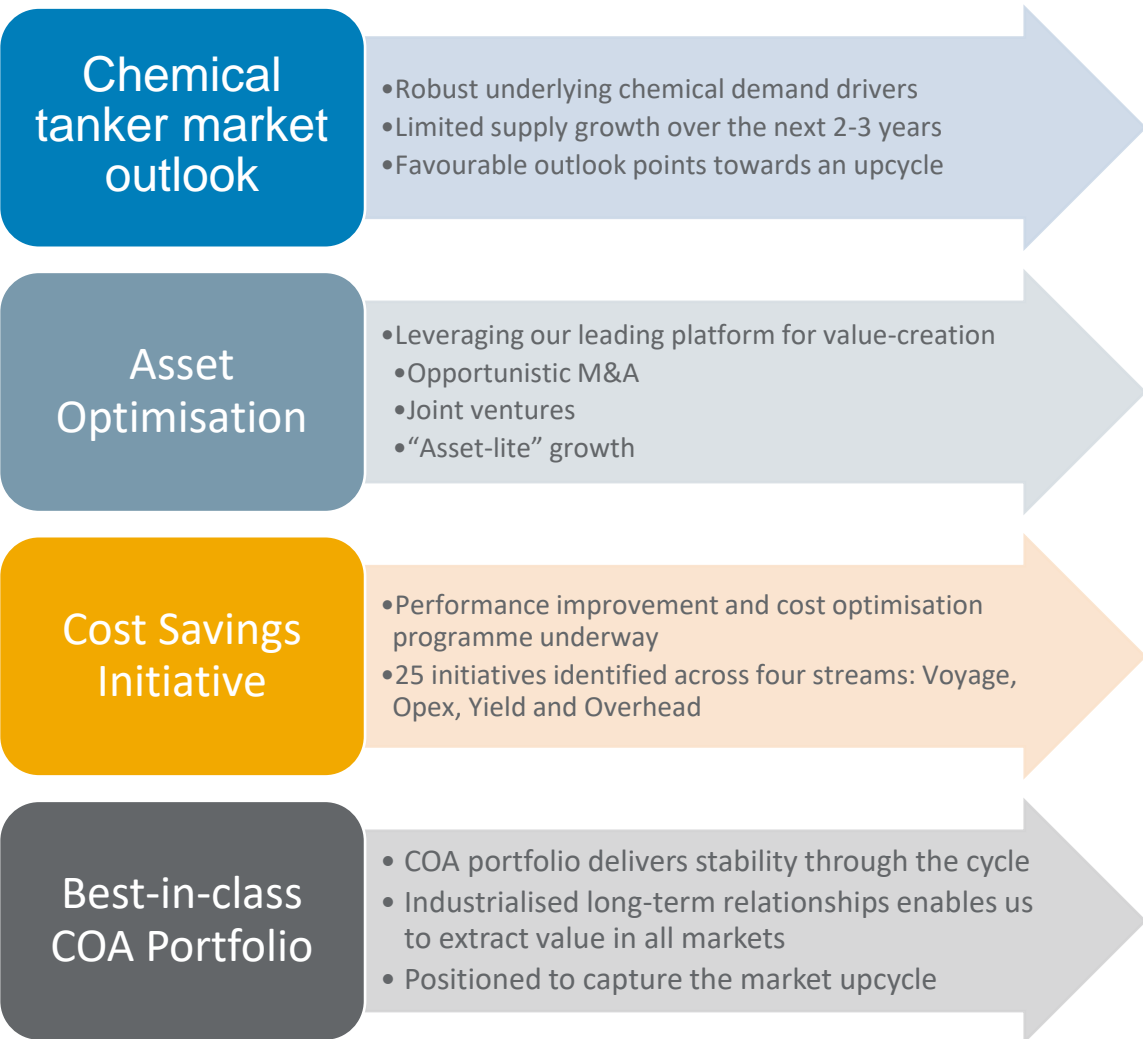 Chemical
tanker market
outlook
•Robust underlying chemical demand drivers
•Limited supply growth over the next 2-3 years
•Favourable outlook points towards an upcycle
Asset
Optimisation
•Leveraging our leading platform for value-creation
•Opportunistic M&A
•Joint ventures
•“Asset-lite” growth
Cost Savings
Initiative
•Performance improvement and cost optimisation
programme underway
•25 initiatives identified across four streams: Voyage,
Opex, Yield and Overhead
Best-in-class
COA Portfolio
• COA portfolio delivers stability through the cycle
• Industrialised long-term relationships enables us
to extract value in all markets
• Positioned to capture the market upcycle